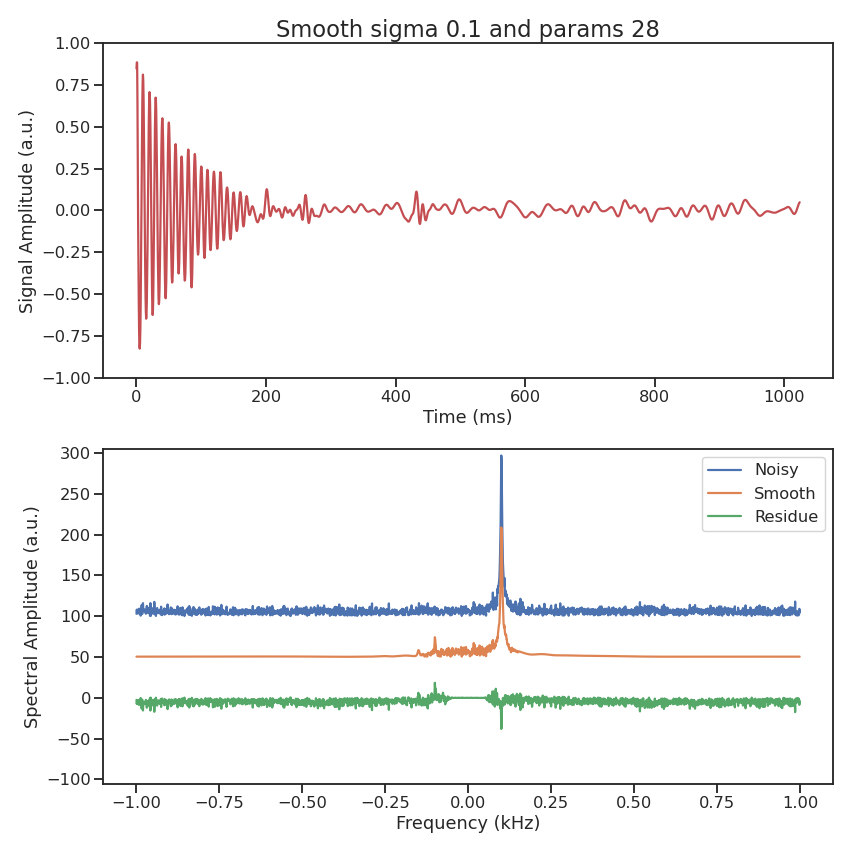 Smooth sigma 0.1 and params 28
1.00
0.75
0.50
0.25
0.00
−0.25
−0.50
−0.75
−1.00
Signal Amplitude (a.u.)
0 200 400 600 800 1000
Time (ms)
300
250
200
150
100
50
0
−50
−100
Spectral Amplitude (a.u.)
Noisy
Smooth
Residue
−1.00 −0.75 −0.50 −0.25 0.00 0.25 0.50 0.75 1.00
Frequency (kHz)